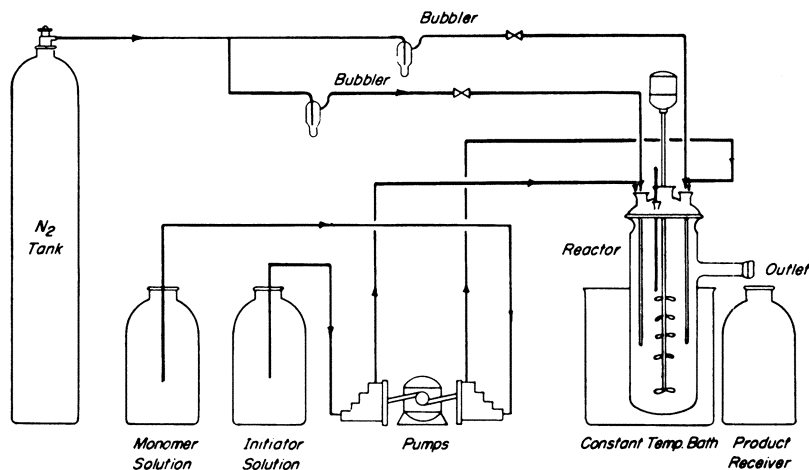 Bubbler
Bubbler
N2
Tank
Reactor
Outlet
Monomer
Solution
Initiator
Solution
Pumps
Constant Temp. Bath
Product
Receiver